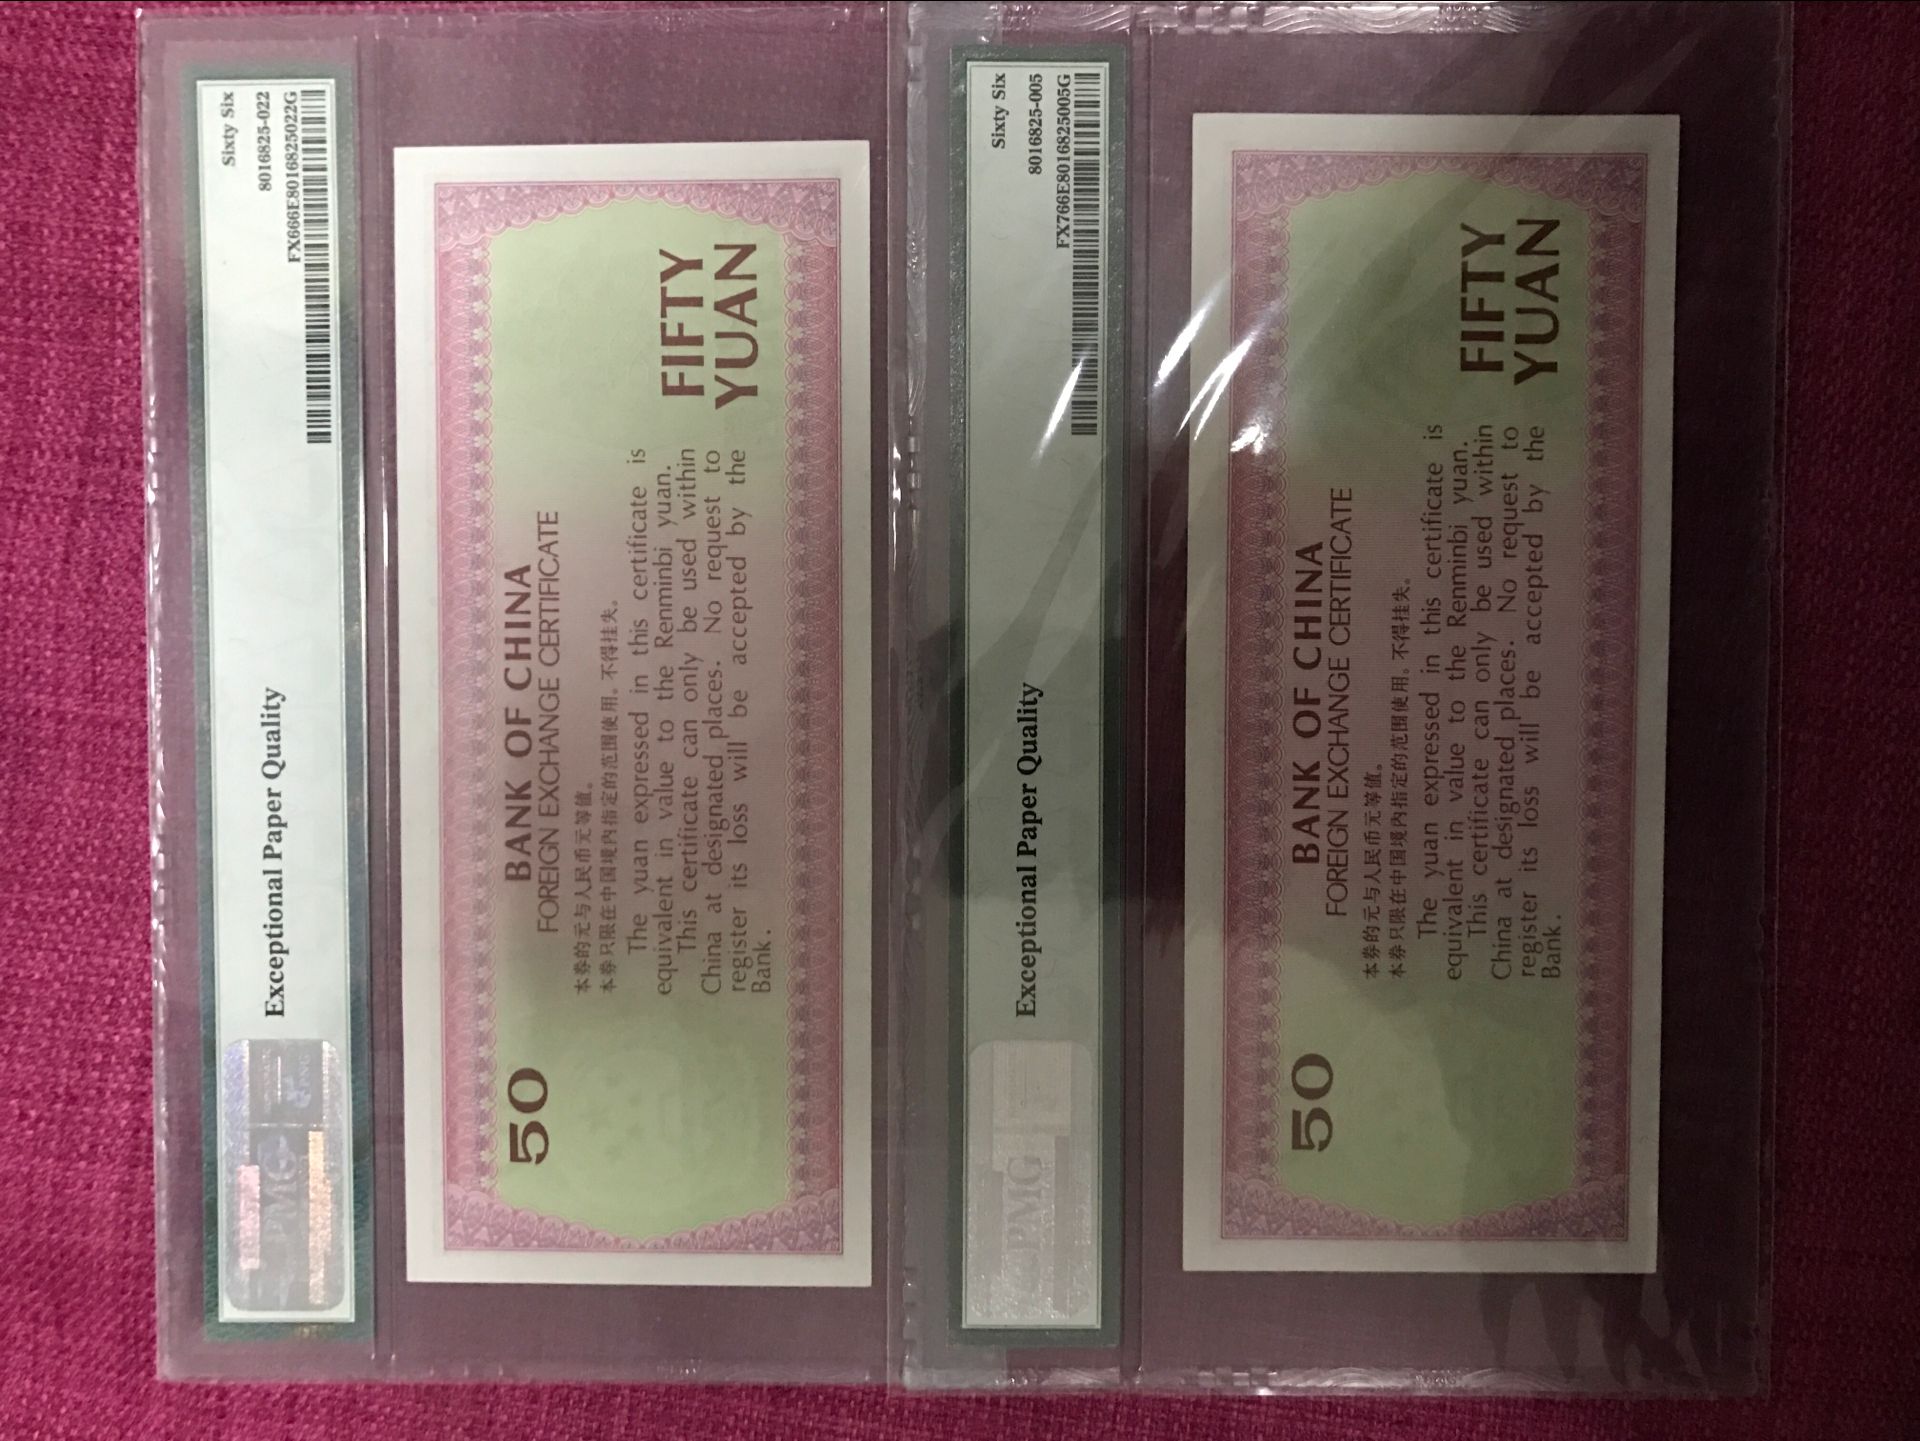 Sixty Six
8016825-022
FX666E8016825022G
Exceptional Paper Quality
PMG
50
BANK OF CHINA
FOREIGN EXCHANGE CERTIFICATE
本券的元与人民币元等值。
本券只限在中国境内指定的范围使用。不得挂失。
The yuan expressed in this certificate is
equivalent in value to the Renminbi yuan.
This certificate can only be used within
China at designated places. No request to
register its loss will be accepted by the
Bank.
FIFTY
YUAN
Sixty Six
8016825-005
FX766E8016825005G
Exceptional Paper Quality
PMG
50
BANK OF CHINA
FOREIGN EXCHANGE CERTIFICATE
本券的元与人民币元等值。
本券只限在中国境内指定的范围使用。不得挂失。
The yuan expressed in this certificate is
equivalent in value to the Renminbi yuan.
This certificate can only be used within
China at designated places. No request to
register its loss will be accepted by the
Bank.
FIFTY
YUAN